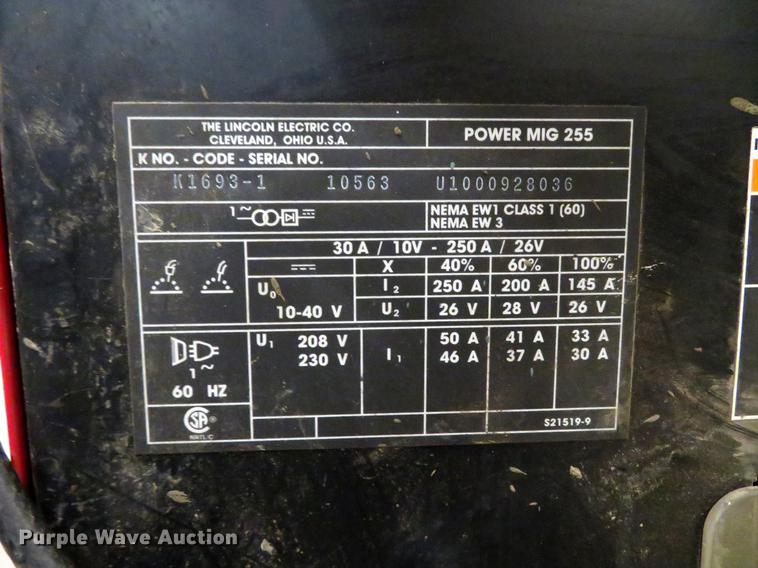 THE LINCOLN ELECTRIC CO.
CLEVELAND, OHIO U.S.A.
POWER MIG 255
K NO. - CODE - SERIAL NO.
K1693-1 10563 U1000928036
1~
NEMA EW1 CLASS 1 (60)
NEMA EW 3
30 A / 10V - 250 A / 26V
X 40% 60% 100%
U0 I2 250 A 200 A 145 A
10-40 V U2 26 V 28 V 26 V
U1 208 V I1 50 A 41 A 33 A
230 V 46 A 37 A 30 A
1~
60 HZ
SA ®
NRTL/C
S21519-9
Purple Wave Auction